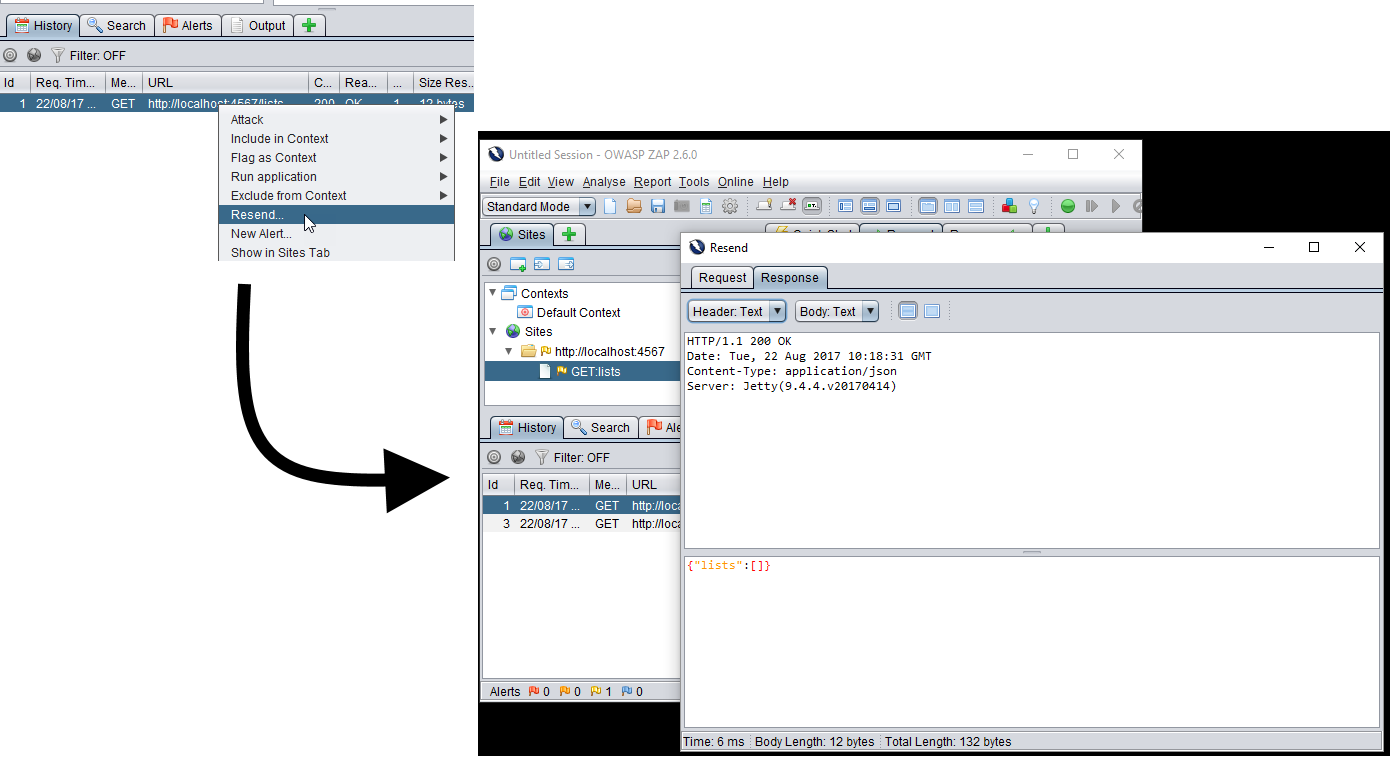 History Search Alerts Output
Filter: OFF
Id Req. Tim... Me... URL C... Rea... ... Size Res...
1 22/08/17 ... GET http://localhost:4567/lists 200 OK 1 12 bytes
Attack
Include in Context
Flag as Context
Run application
Exclude from Context
Resend...
New Alert...
Show in Sites Tab
Untitled Session - OWASP ZAP 2.6.0
File Edit View Analyse Report Tools Online Help
Standard Mode
Sites
Contexts
Default Context
Sites
http://localhost:4567
GET:lists
History Search Ale
Filter: OFF
Id Req. Tim... Me... URL
1 22/08/17 ... GET http://loca
3 22/08/17 ... GET http://loca
Alerts 0 0 1 0
Resend
Request Response
Header: Text Body: Text
HTTP/1.1 200 OK
Date: Tue, 22 Aug 2017 10:18:31 GMT
Content-Type: application/json
Server: Jetty(9.4.4.v20170414)
{"lists":[]}
Time: 6 ms Body Length: 12 bytes Total Length: 132 bytes